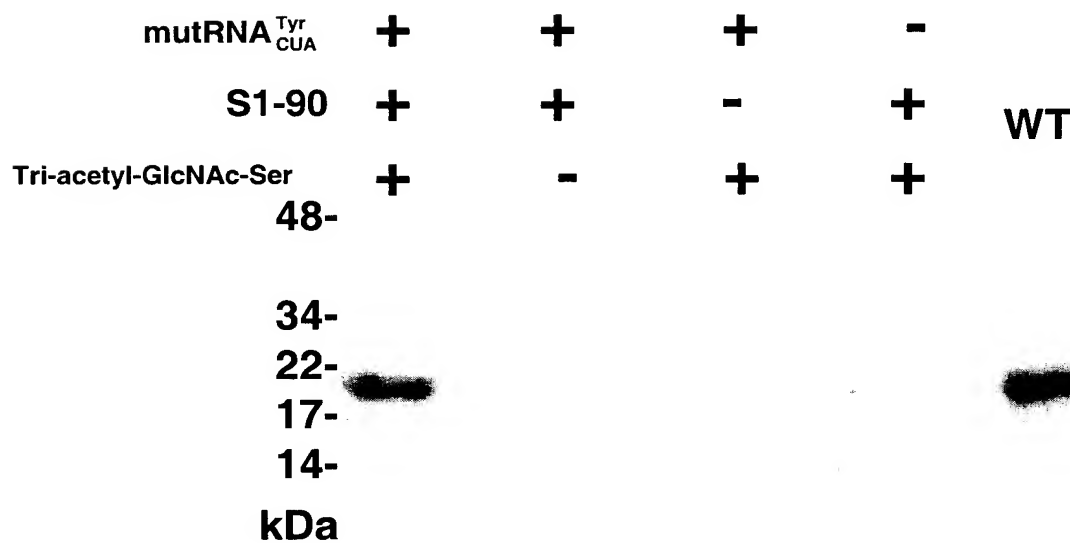 mutRNA Tyr CUA + + + -
S1-90 + + - +
WT
Tri-acetyl-GlcNAc-Ser + - + +
48-
34-
22-
17-
14-
kDa